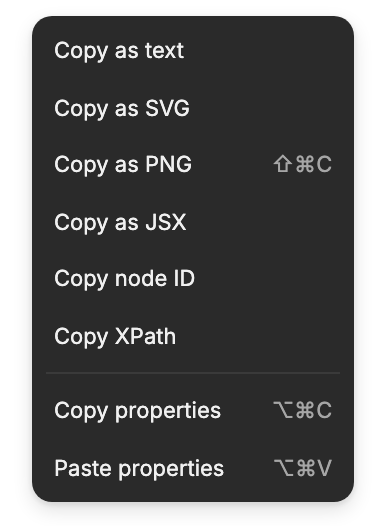 Copy as text
Copy as SVG
Copy as PNG ⇧⌘C
Copy as JSX
Copy node ID
Copy XPath
Copy properties ⌥⌘C
Paste properties ⌥⌘V